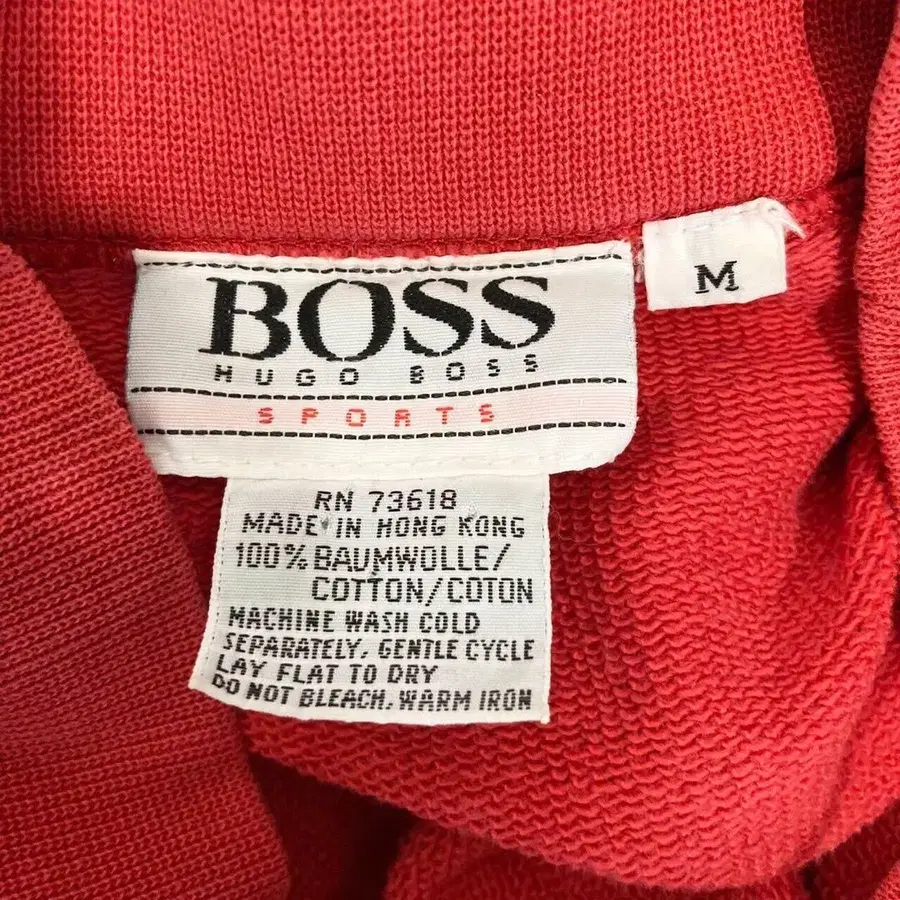 BOSS
HUGO BOSS
SPORTS
M
RN 73618
MADE IN HONG KONG
100% BAUMWOLLE/
COTTON/COTON
MACHINE WASH COLD
SEPARATELY, GENTLE CYCLE
LAY FLAT TO DRY
DO NOT BLEACH, WARM IRON